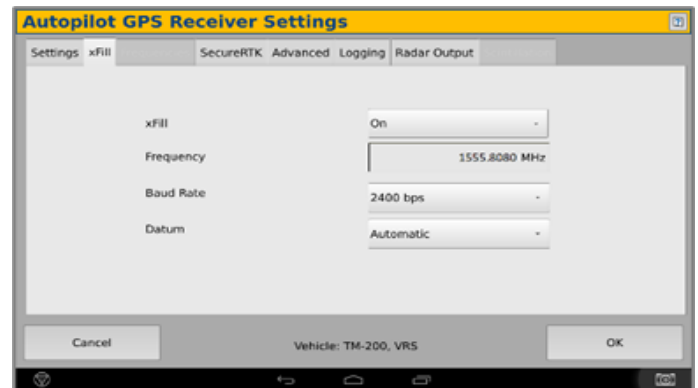 Autopilot GPS Receiver Settings
Settings xFill SecureRTK Advanced Logging Radar Output
xFill On
Frequency 1555.8080 MHz
Baud Rate 2400 bps
Datum Automatic
Cancel Vehicle: TM-200, VRS OK